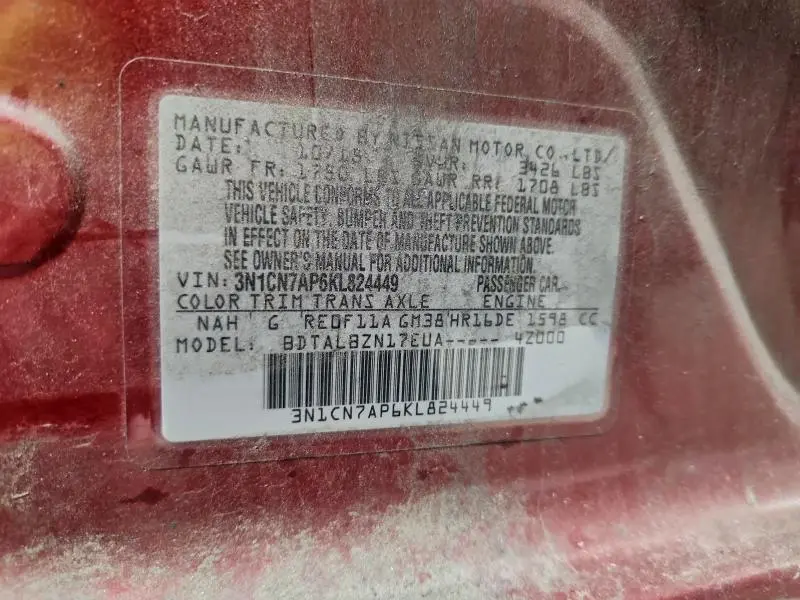 MANUFACTURED BY NISSAN MOTOR CO.,LTD/
DATE: 10/18 GVWR: 3426 LBS
GAWR FR: 1750 LBS GAWR RR: 1708 LBS
THIS VEHICLE CONFORMS TO ALL APPLICABLE FEDERAL MOTOR
VEHICLE SAFETY, BUMPER AND THEFT PREVENTION STANDARDS
IN EFFECT ON THE DATE OF MANUFACTURE SHOWN ABOVE.
SEE OWNER'S MANUAL FOR ADDITIONAL INFORMATION.
VIN: 3N1CN7AP6KL824449 PASSENGER CAR
COLOR TRIM TRANS AXLE ENGINE
NAH G RE0F11A GM38 HR16DE 1598 CC
MODEL: BDTALBZN17EUA----- 4Z000
3N1CN7AP6KL824449